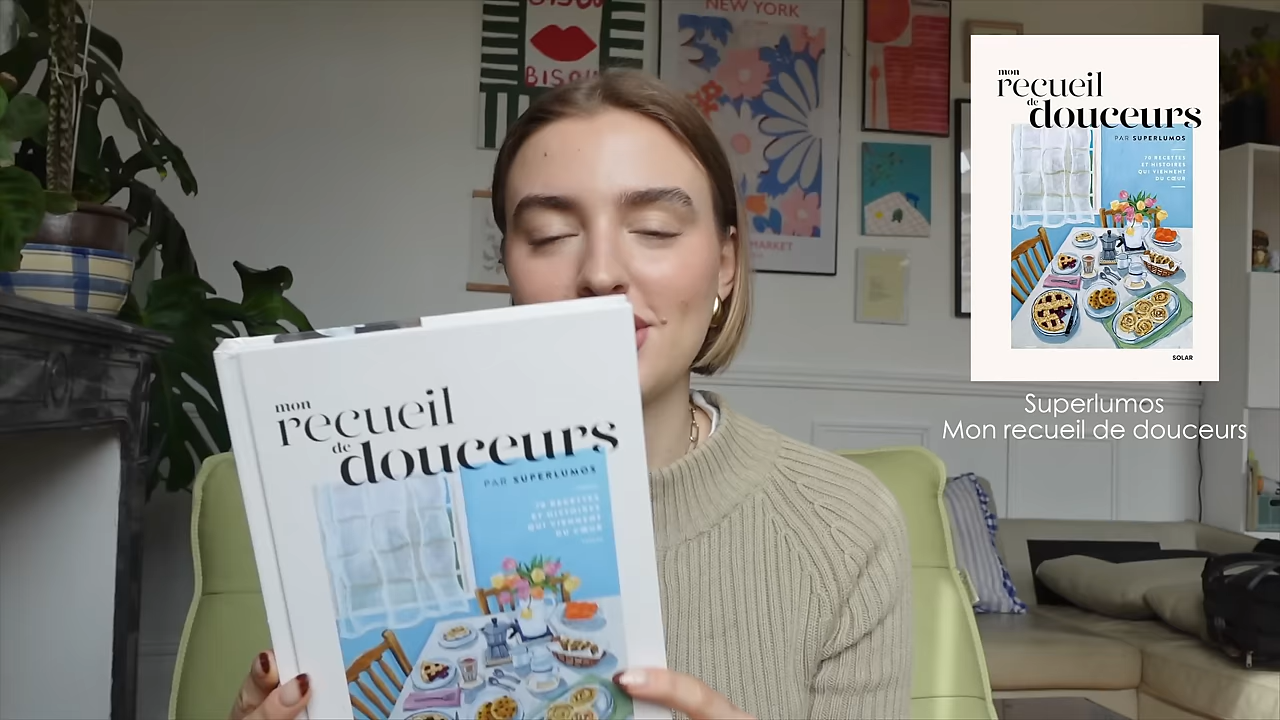 BISOU
BISOU
NEW YORK
MARKET
mon
recueil
de
douceurs
PAR SUPERLUMOS
70 RECETTES
ET HISTOIRES
QUI VIENNENT
DU CŒUR
mon
recueil
de
douceurs
PAR SUPERLUMOS
70 RECETTES
ET HISTOIRES
QUI VIENNENT
DU CŒUR
SOLAR
Superlumos
Mon recueil de douceurs